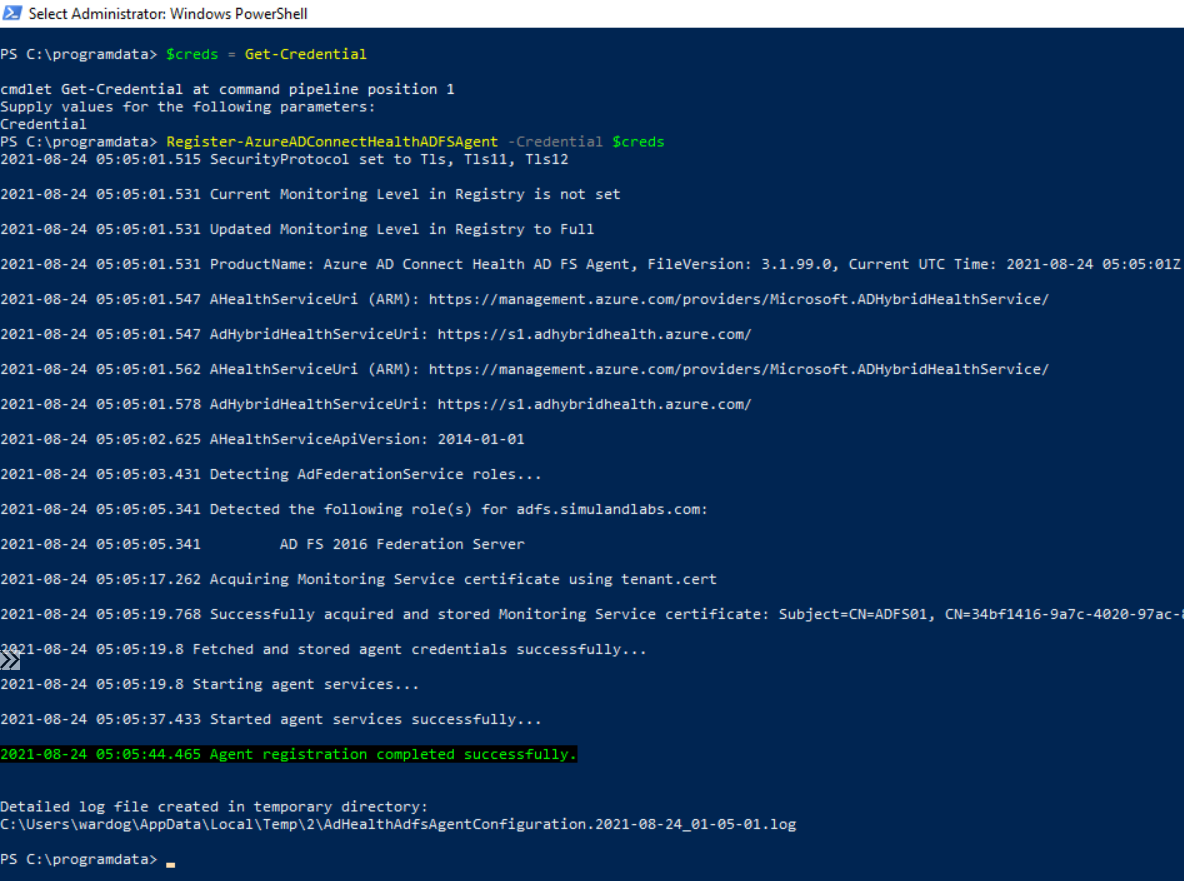 Select Administrator: Windows PowerShell
PS C:\programdata> $creds = Get-Credential
cmdlet Get-Credential at command pipeline position 1
Supply values for the following parameters:
Credential
PS C:\programdata> Register-AzureADConnectHealthADFSAgent -Credential $creds
2021-08-24 05:05:01.515 SecurityProtocol set to Tls, Tls11, Tls12
2021-08-24 05:05:01.531 Current Monitoring Level in Registry is not set
2021-08-24 05:05:01.531 Updated Monitoring Level in Registry to Full
2021-08-24 05:05:01.531 ProductName: Azure AD Connect Health AD FS Agent, FileVersion: 3.1.99.0, Current UTC Time: 2021-08-24 05:05:01Z
2021-08-24 05:05:01.547 AHealthServiceUri (ARM): https://management.azure.com/providers/Microsoft.ADHybridHealthService/
2021-08-24 05:05:01.547 AdHybridHealthServiceUri: https://s1.adhybridhealth.azure.com/
2021-08-24 05:05:01.562 AHealthServiceUri (ARM): https://management.azure.com/providers/Microsoft.ADHybridHealthService/
2021-08-24 05:05:01.578 AdHybridHealthServiceUri: https://s1.adhybridhealth.azure.com/
2021-08-24 05:05:02.625 AHealthServiceApiVersion: 2014-01-01
2021-08-24 05:05:03.431 Detecting AdFederationService roles...
2021-08-24 05:05:05.341 Detected the following role(s) for adfs.simulandlabs.com:
2021-08-24 05:05:05.341         AD FS 2016 Federation Server
2021-08-24 05:05:17.262 Acquiring Monitoring Service certificate using tenant.cert
2021-08-24 05:05:19.768 Successfully acquired and stored Monitoring Service certificate: Subject=CN=ADFS01, CN=34bf1416-9a7c-4020-97ac-8
2021-08-24 05:05:19.8 Fetched and stored agent credentials successfully...
2021-08-24 05:05:19.8 Starting agent services...
2021-08-24 05:05:37.433 Started agent services successfully...
2021-08-24 05:05:44.465 Agent registration completed successfully.
Detailed log file created in temporary directory:
C:\Users\wardog\AppData\Local\Temp\2\AdHealthAdfsAgentConfiguration.2021-08-24_01-05-01.log
PS C:\programdata>